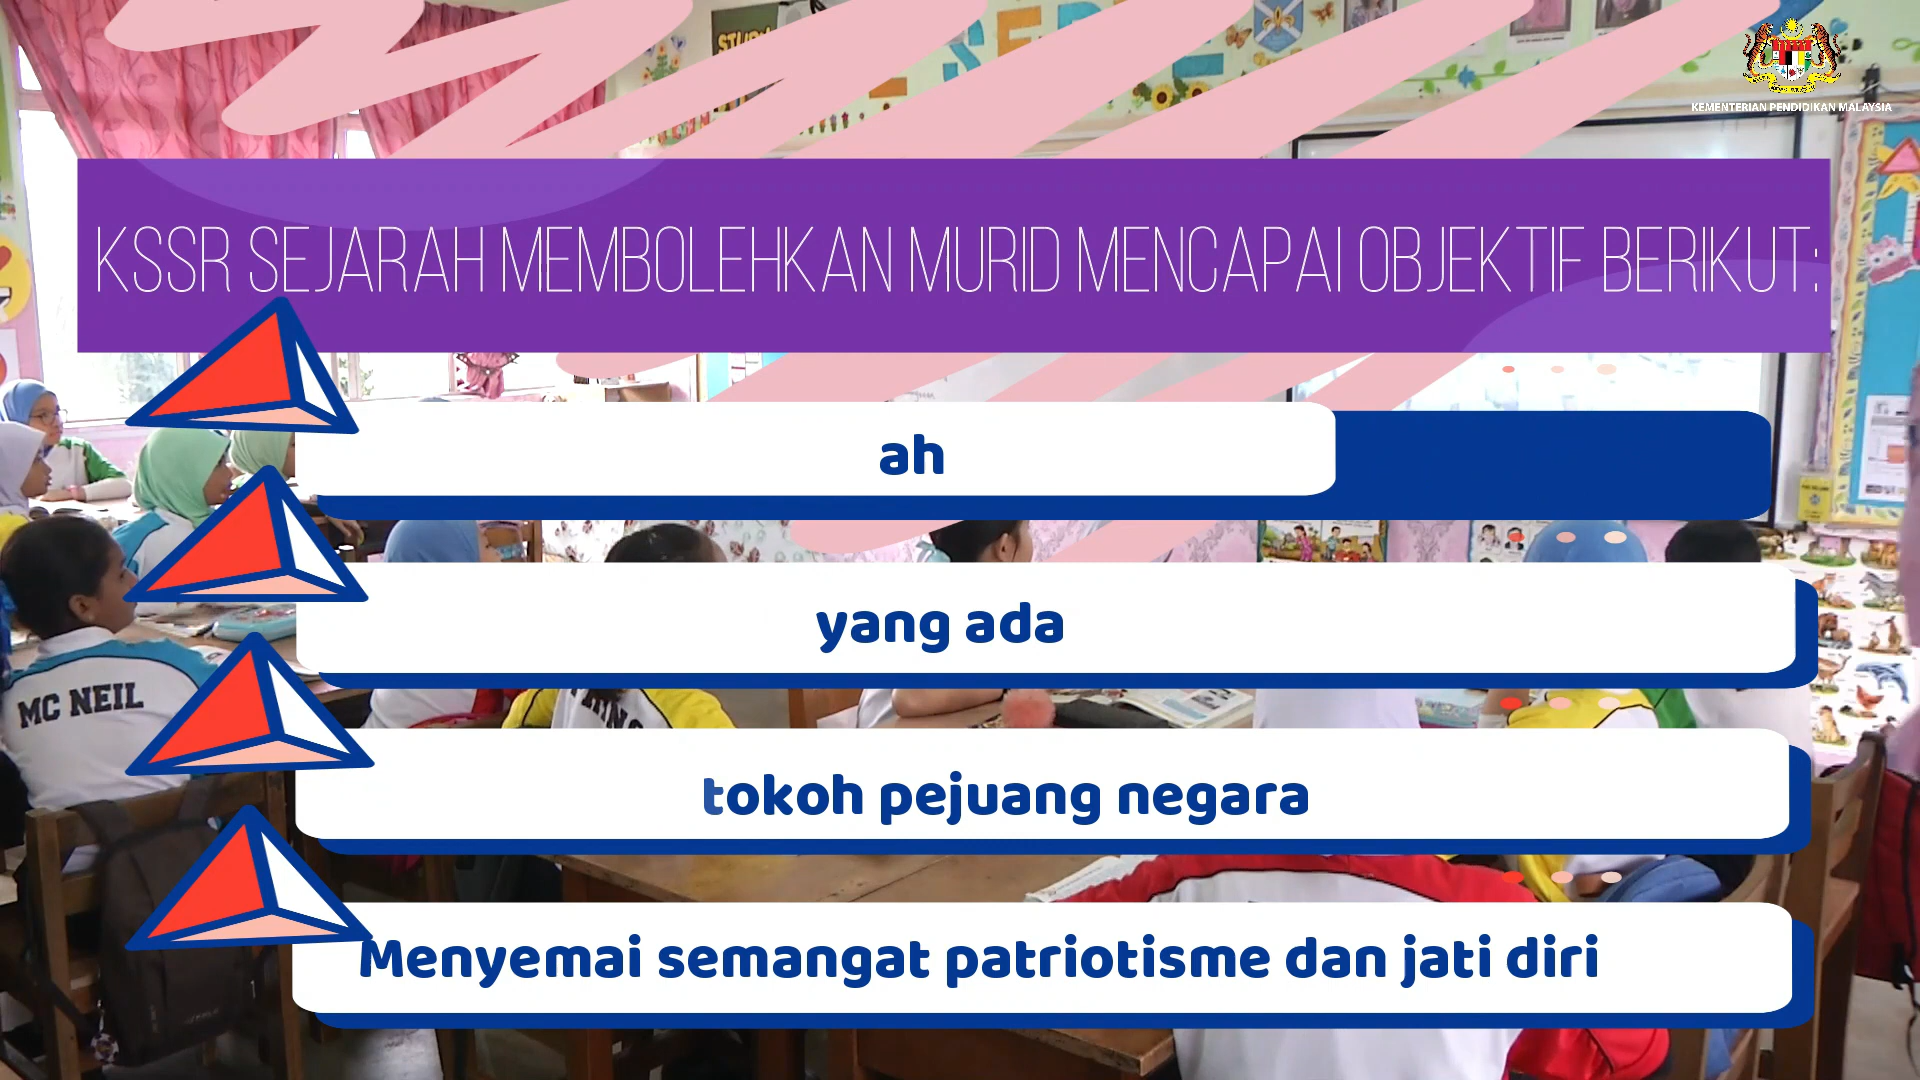 KEMENTERIAN PENDIDIKAN MALAYSIA
KSSR SEJARAH MEMBOLEHKAN MURID MENCAPAI OBJEKTIF BERIKUT:
ah
yang ada
tokoh pejuang negara
MC NEIL
Menyemai semangat patriotisme dan jati diri